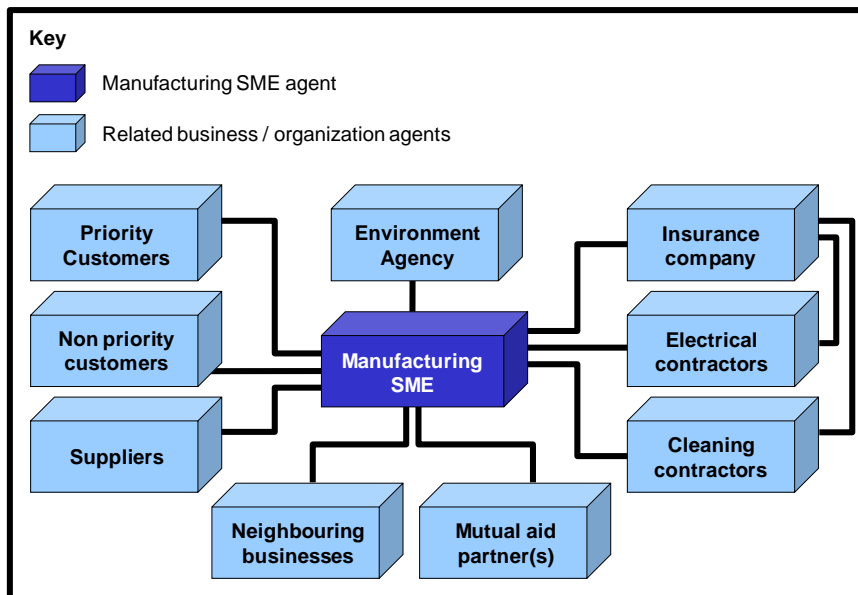 Key
Manufacturing SME agent
Related business / organization agents
Priority
Customers
Environment
Agency
Insurance
company
Non priority
customers
Manufacturing
SME
Electrical
contractors
Suppliers
Cleaning
contractors
Neighbouring
businesses
Mutual aid
partner(s)